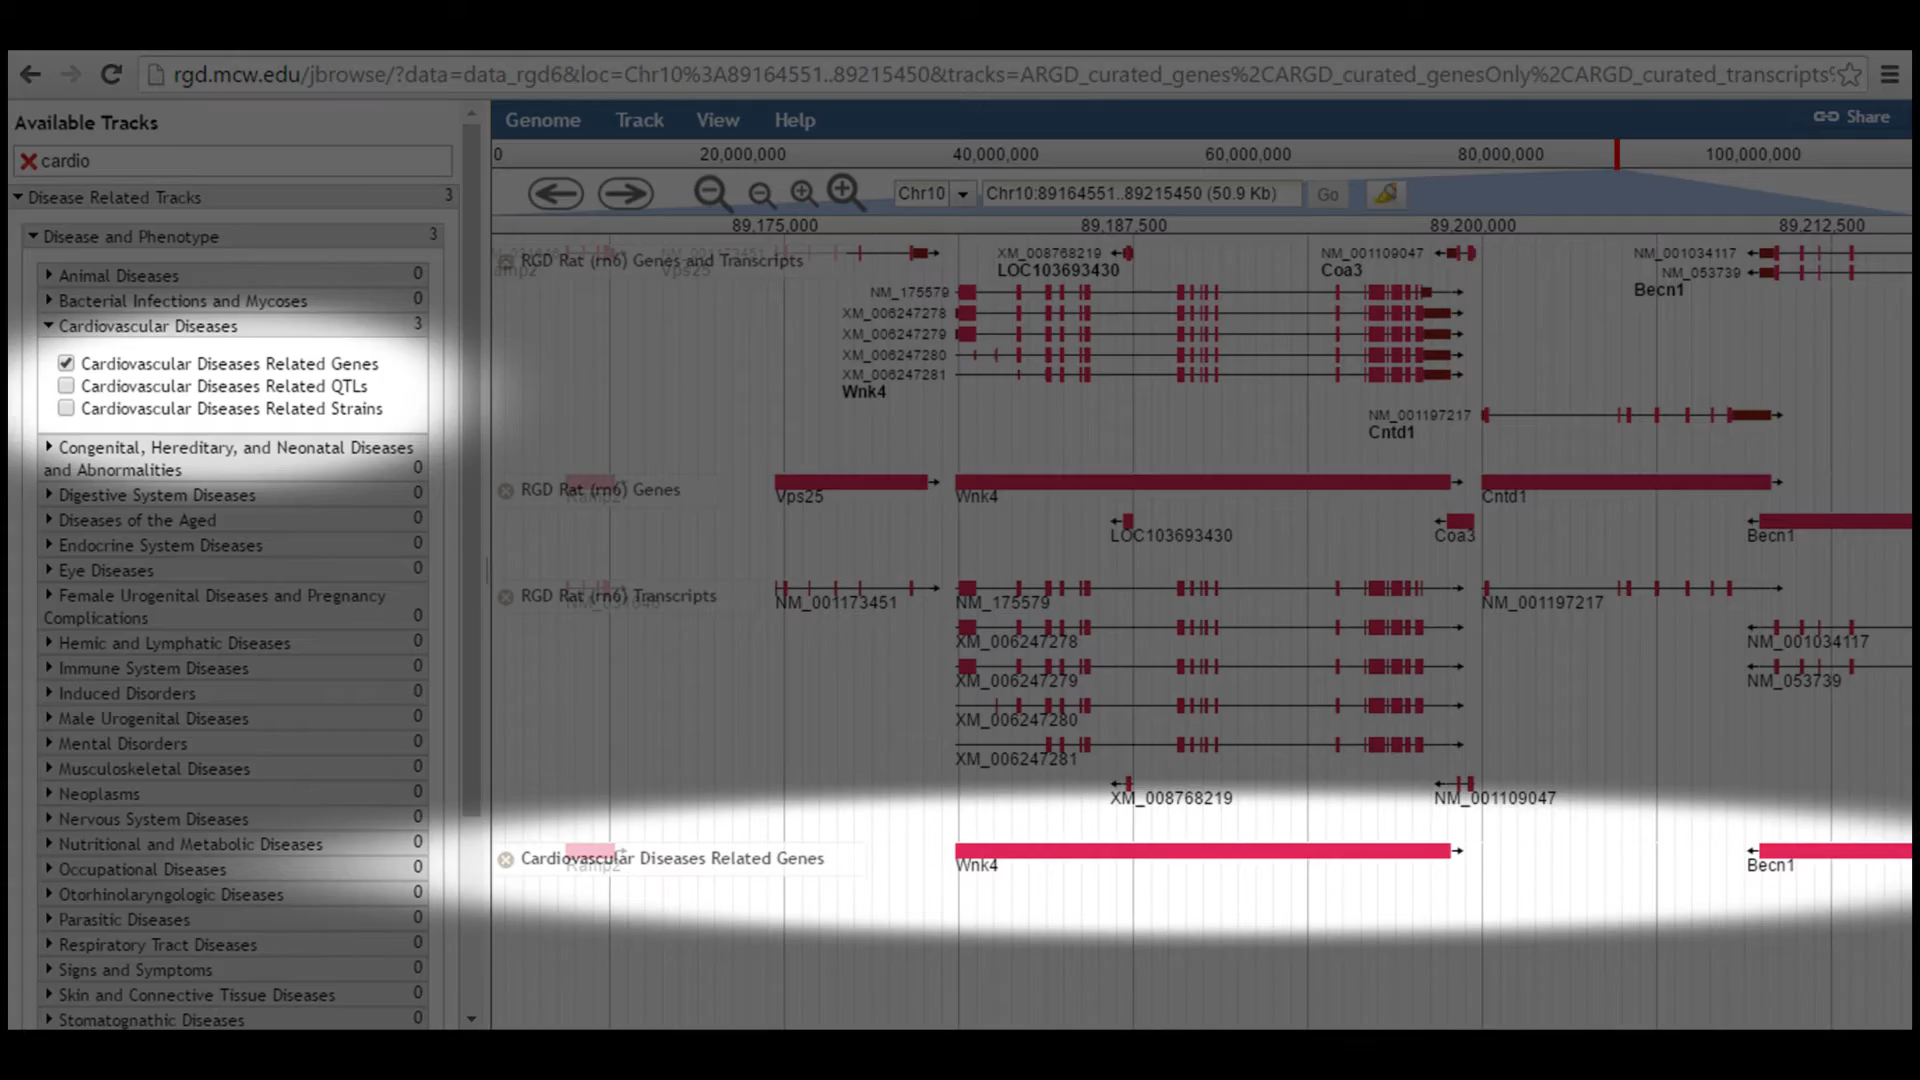 rgd.mcw.edu/jbrowse/?data=data_rgd6&loc=Chr10%3A89164551..89215450&tracks=ARGD_curated_genes%2CARGD_curated_genesOnly%2CARGD_curated_transcripts%
Available Tracks
cardio
Disease Related Tracks 3
Disease and Phenotype 3
Animal Diseases 0
Bacterial Infections and Mycoses 0
Cardiovascular Diseases 3
Cardiovascular Diseases Related Genes
Cardiovascular Diseases Related QTLs
Cardiovascular Diseases Related Strains
Congenital, Hereditary, and Neonatal Diseases
and Abnormalities 0
Digestive System Diseases 0
Diseases of the Aged 0
Endocrine System Diseases 0
Eye Diseases 0
Female Urogenital Diseases and Pregnancy
Complications 0
Hemic and Lymphatic Diseases 0
Immune System Diseases 0
Induced Disorders 0
Male Urogenital Diseases 0
Mental Disorders 0
Musculoskeletal Diseases 0
Neoplasms 0
Nervous System Diseases 0
Nutritional and Metabolic Diseases 0
Occupational Diseases 0
Otorhinolaryngologic Diseases 0
Parasitic Diseases 0
Respiratory Tract Diseases 0
Signs and Symptoms 0
Skin and Connective Tissue Diseases 0
Stomatognathic Diseases 0
Genome Track View Help Share
0 20,000,000 40,000,000 60,000,000 80,000,000 100,000,000
Chr10 Chr10:89164551..89215450 (50.9 Kb) Go
89,175,000 89,187,500 89,200,000 89,212,500
XM_008768219 NM_001109047 NM_001034117
RGD Rat (rn6) Genes and Transcripts
Vps25 LOC103693430 Coa3 NM_053739
NM_175579 Becn1
XM_006247278
XM_006247279
XM_006247280
XM_006247281
Wnk4
NM_001197217
Cntd1
RGD Rat (rn6) Genes
Ramp2 Vps25 Wnk4 Cntd1
LOC103693430 Coa3 Becn1
RGD Rat (rn6) Transcripts
NM_001173451 NM_175579 NM_001197217
XM_006247278 NM_001034117
XM_006247279 NM_053739
XM_006247280
XM_006247281
XM_008768219 NM_001109047
Cardiovascular Diseases Related Genes
Ramp2 Wnk4 Becn1